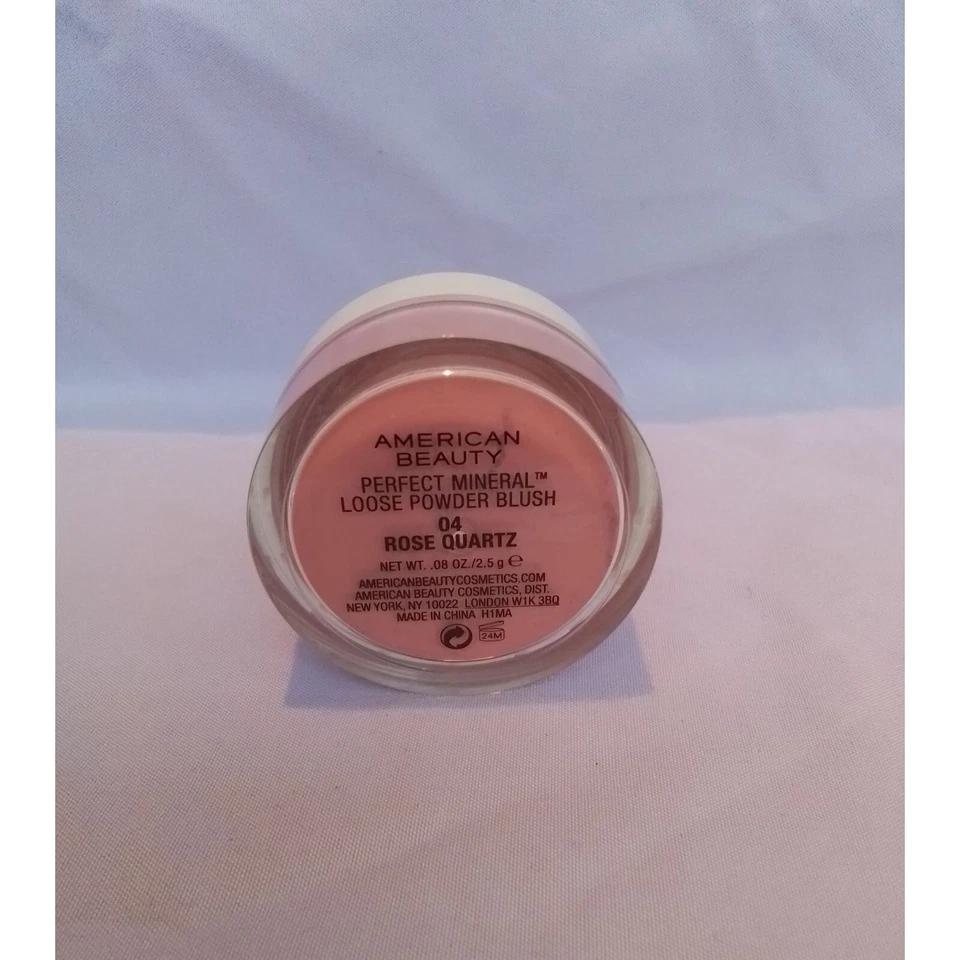 AMERICAN
BEAUTY
PERFECT MINERAL™
LOOSE POWDER BLUSH
04
ROSE QUARTZ
NET WT. .08 OZ./2.5 g ℮
AMERICANBEAUTYCOSMETICS.COM
AMERICAN BEAUTY COSMETICS, DIST.
NEW YORK, NY 10022 LONDON W1K 3BQ
MADE IN CHINA H1MA
24M